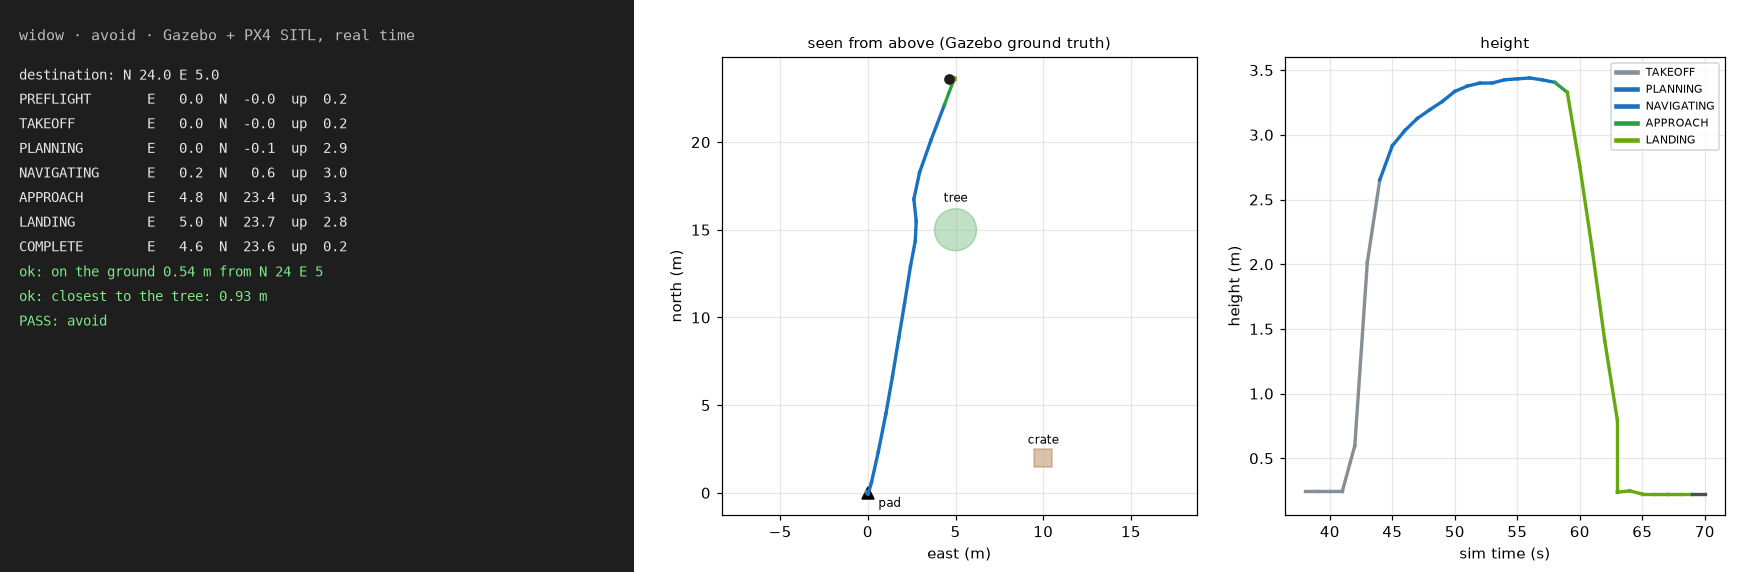 widow · avoid · Gazebo + PX4 SITL, real time
destination: N 24.0 E 5.0
PREFLIGHT E 0.0 N -0.0 up 0.2
TAKEOFF E 0.0 N -0.0 up 0.2
PLANNING E 0.0 N -0.1 up 2.9
NAVIGATING E 0.2 N 0.6 up 3.0
APPROACH E 4.8 N 23.4 up 3.3
LANDING E 5.0 N 23.7 up 2.8
COMPLETE E 4.6 N 23.6 up 0.2
ok: on the ground 0.54 m from N 24 E 5
ok: closest to the tree: 0.93 m
PASS: avoid
seen from above (Gazebo ground truth)
north (m)
20
15
10
5
0
tree
crate
pad
−5 0 5 10 15
east (m)
height
height (m)
3.5
3.0
2.5
2.0
1.5
1.0
0.5
TAKEOFF
PLANNING
NAVIGATING
APPROACH
LANDING
40 45 50 55 60 65 70
sim time (s)